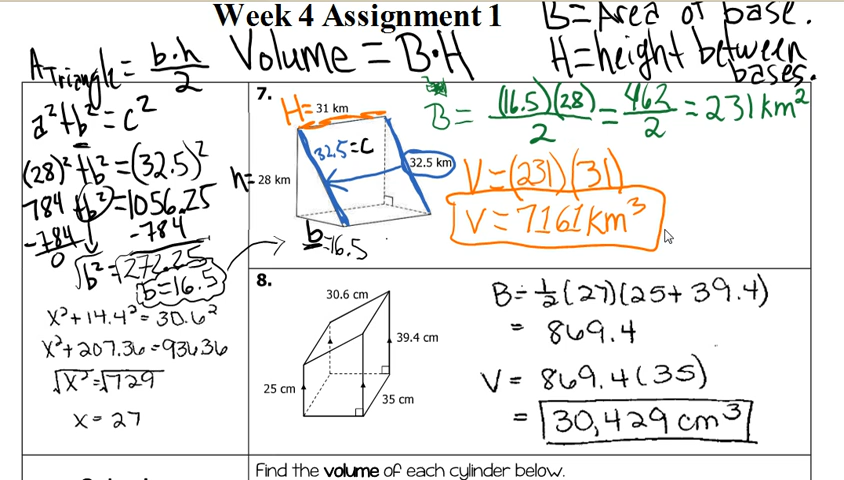 Week 4 Assignment 1
B=Area of base.
A Triangle = b·h/2
Volume = B·H
H=height between bases.
a²+b²=c²
(28)²+b²=(32.5)²
784+b²=1056.25
-784 -784
0
√b²=√272.25
b=16.5
x²+14.4²=30.6²
x²+207.36=936.36
√x²=√729
x=27
7.
H= 31 km
32.5=c
32.5 km
h= 28 km
b=16.5
B= (16.5)(28)/2 = 462/2 = 231 km²
V=(231)(31)
V=7161 km³
8.
30.6 cm
39.4 cm
25 cm
35 cm
B= 1/2(27)(25+39.4)
= 869.4
V= 869.4(35)
= 30,429 cm³
Find the volume of each cylinder below.